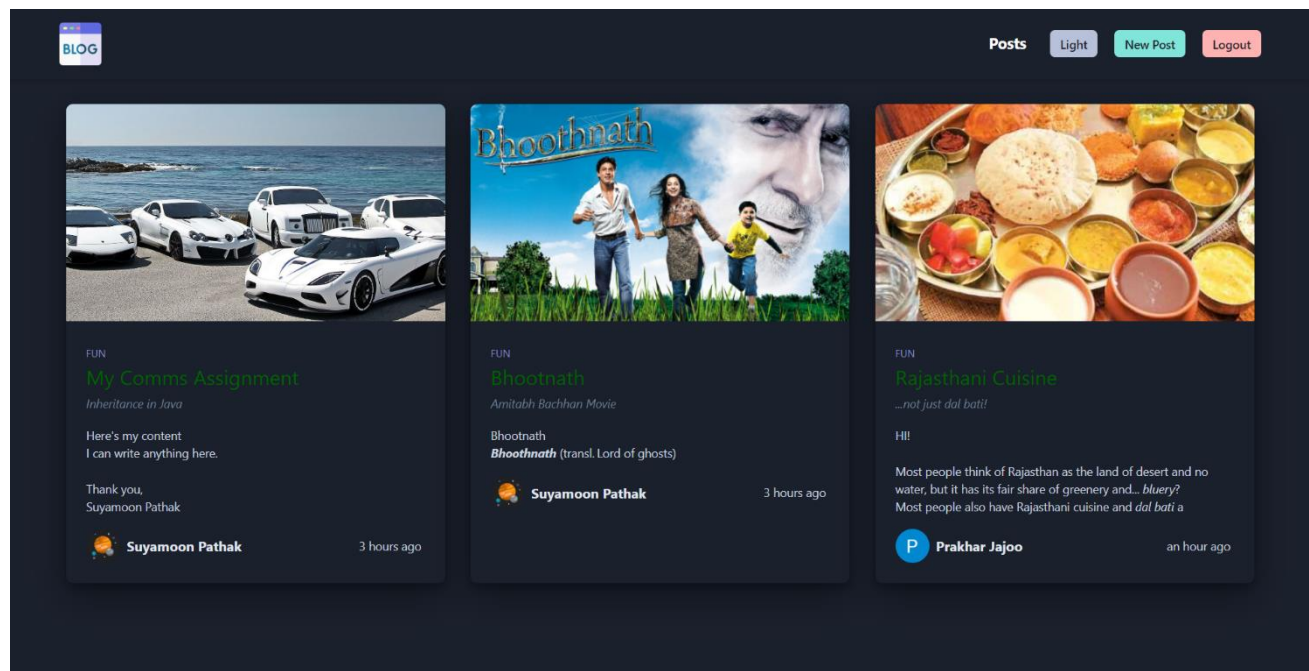 BLOG
Posts
Light
New Post
Logout
Bhoothnath
FUN
My Comms Assignment
Inheritance in Java
Here's my content
I can write anything here.
Thank you,
Suyamoon Pathak
Suyamoon Pathak
3 hours ago
FUN
Bhootnath
Amitabh Bachhan Movie
Bhootnath
Bhoothnath (transl. Lord of ghosts)
Suyamoon Pathak
3 hours ago
FUN
Rajasthani Cuisine
...not just dal bati!
HI!
Most people think of Rajasthan as the land of desert and no
water, but it has its fair share of greenery and... bluery?
Most people also have Rajasthani cuisine and dal bati a
P
Prakhar Jajoo
an hour ago